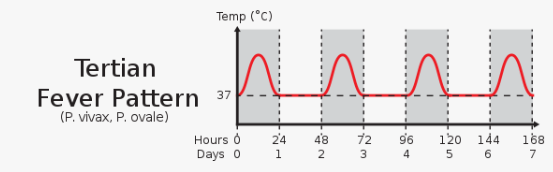 Temp (˚C)
Tertian
Fever Pattern
(P. vivax, P. ovale)
37
Hours 0 24 48 72 96 120 144 168
Days 0 1 2 3 4 5 6 7